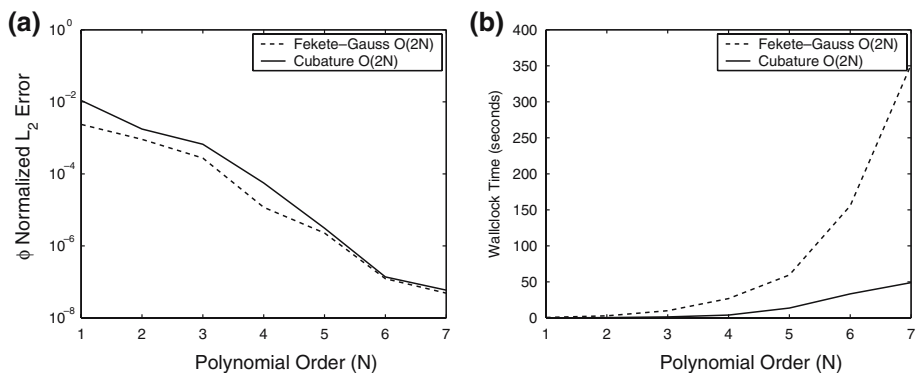 (a)
10^0
10^-2
10^-4
10^-6
10^-8
ϕ Normalized L_2 Error
Fekete–Gauss O(2N)
Cubature O(2N)
1 2 3 4 5 6 7
Polynomial Order (N)
(b)
400
350
300
250
200
150
100
50
0
Wallclock Time (seconds)
Fekete–Gauss O(2N)
Cubature O(2N)
1 2 3 4 5 6 7
Polynomial Order (N)